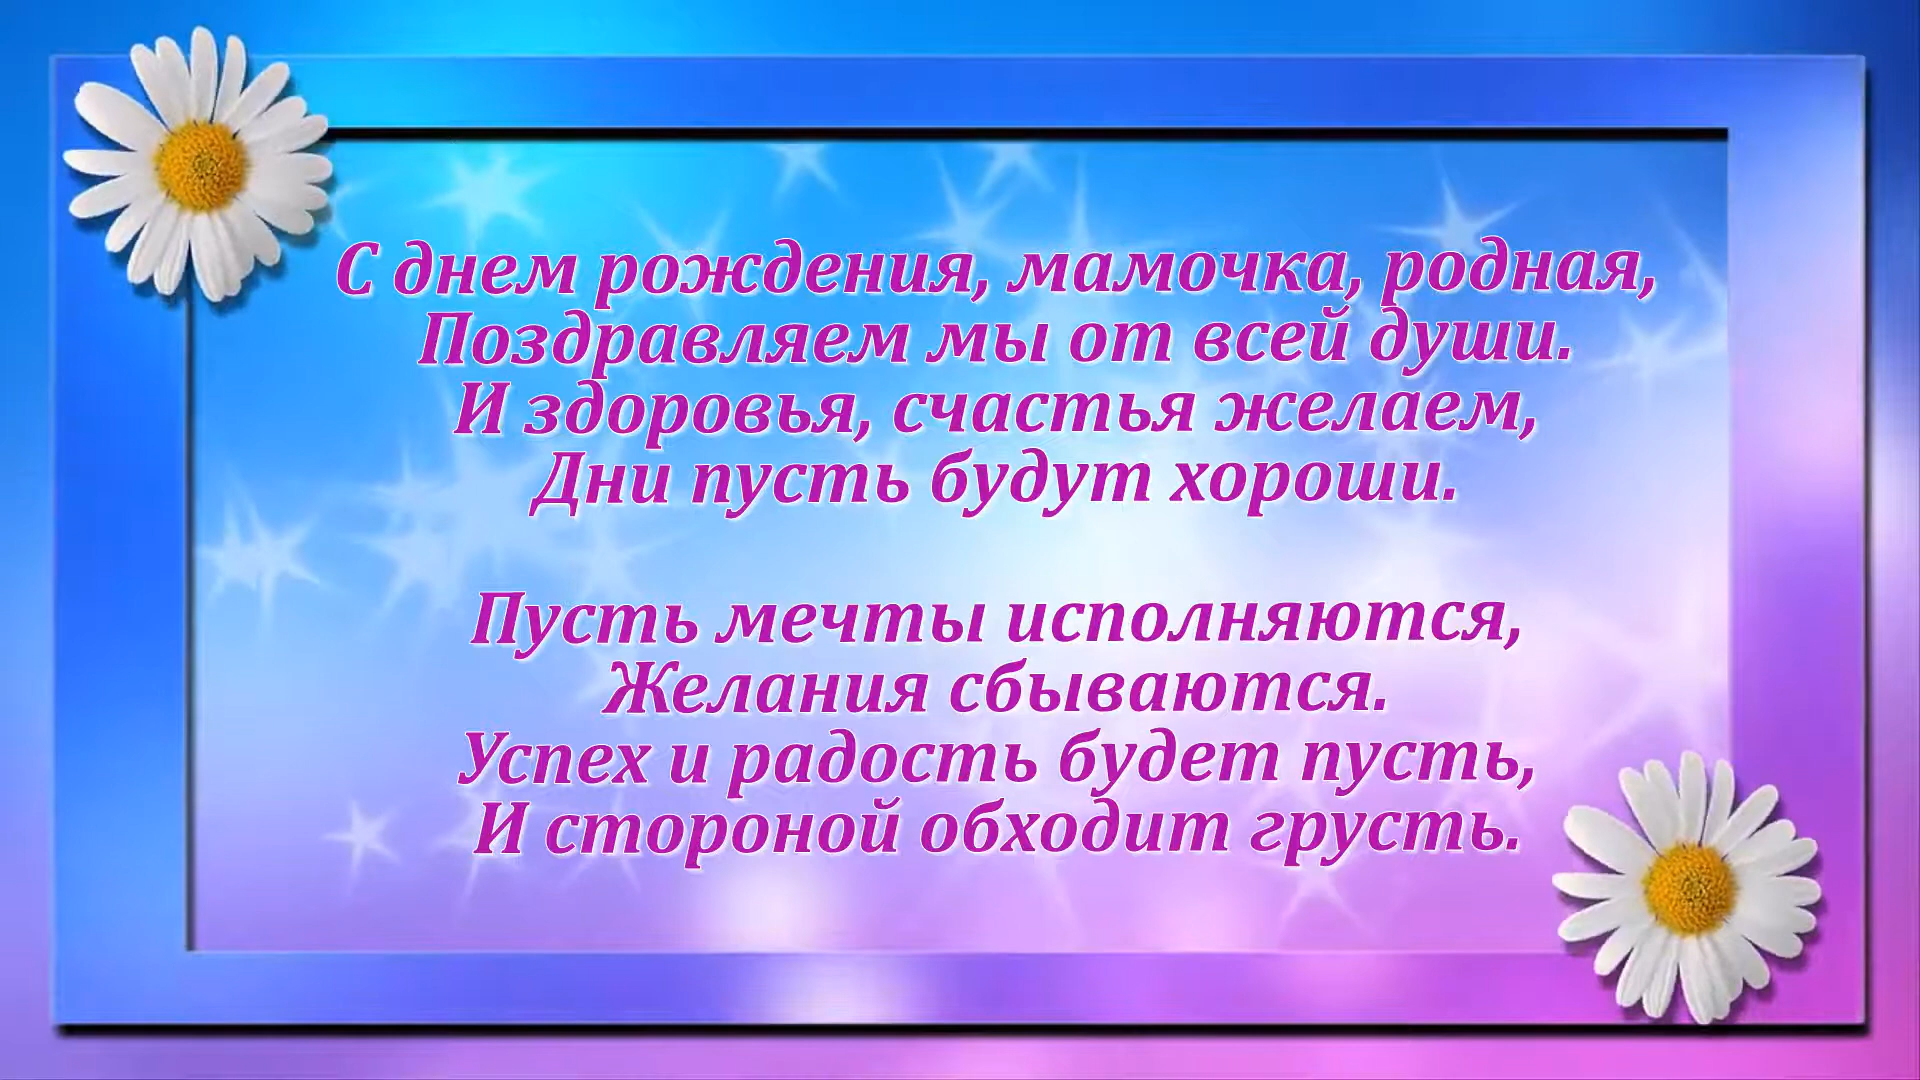 С днем рождения, мамочка, родная,
Поздравляем мы от всей души.
И здоровья, счастья желаем,
Дни пусть будут хороши.
Пусть мечты исполняются,
Желания сбываются.
Успех и радость будет пусть,
И стороной обходит грусть.